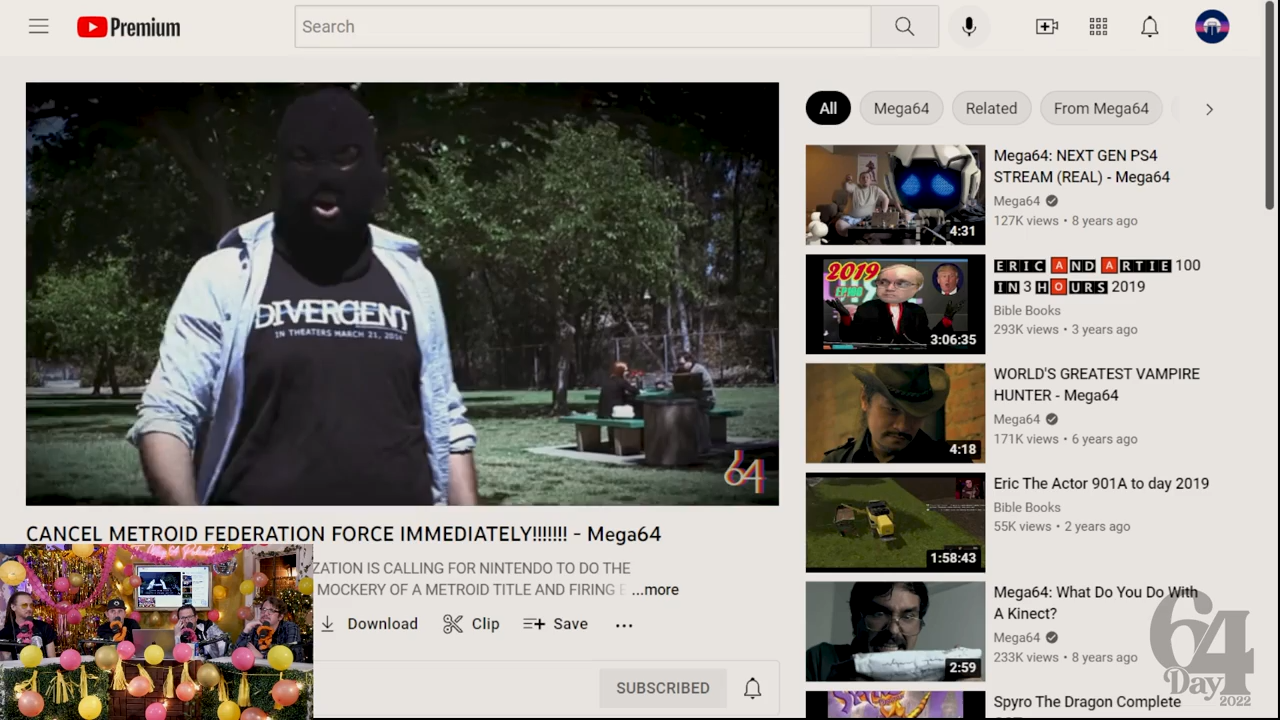 Premium
Search
All
Mega64
Related
From Mega64
DIVERGENT
IN THEATERS MARCH 21, 2014
64
CANCEL METROID FEDERATION FORCE IMMEDIATELY!!!!!!! - Mega64
ZATION IS CALLING FOR NINTENDO TO DO THE
MOCKERY OF A METROID TITLE AND FIRING E ...more
Download
Clip
Save
SUBSCRIBED
4:31
Mega64: NEXT GEN PS4
STREAM (REAL) - Mega64
Mega64
127K views • 8 years ago
2019
EP100
3:06:35
ERIC AND ARTIE 100
IN 3 HOURS 2019
Bible Books
293K views • 3 years ago
4:18
WORLD'S GREATEST VAMPIRE
HUNTER - Mega64
Mega64
171K views • 6 years ago
1:58:43
Eric The Actor 901A to day 2019
Bible Books
55K views • 2 years ago
2:59
Mega64: What Do You Do With
A Kinect?
Mega64
233K views • 8 years ago
Spyro The Dragon Complete
64
Day
2022